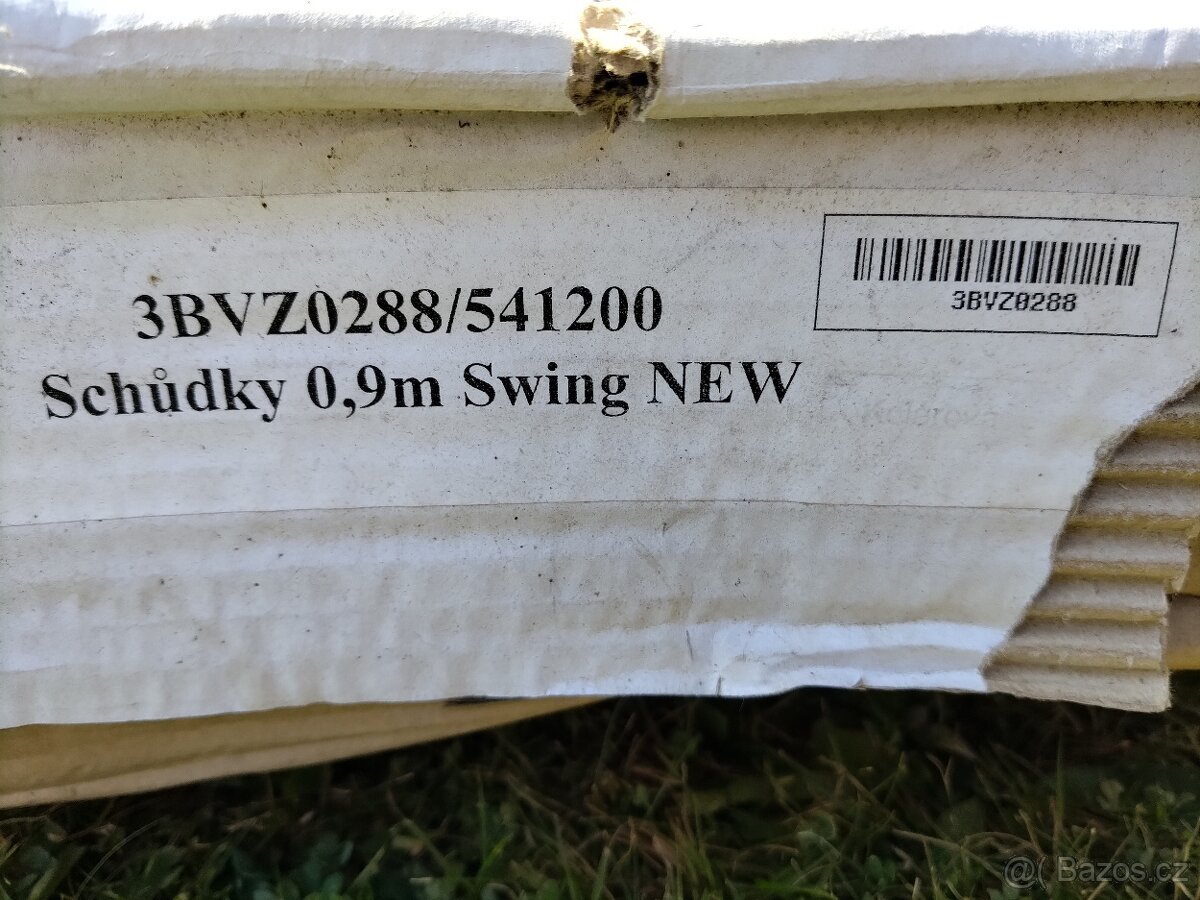 3BVZ0288/541200
3BVZ0288
Schůdky 0,9m Swing NEW
@( Bazos.cz